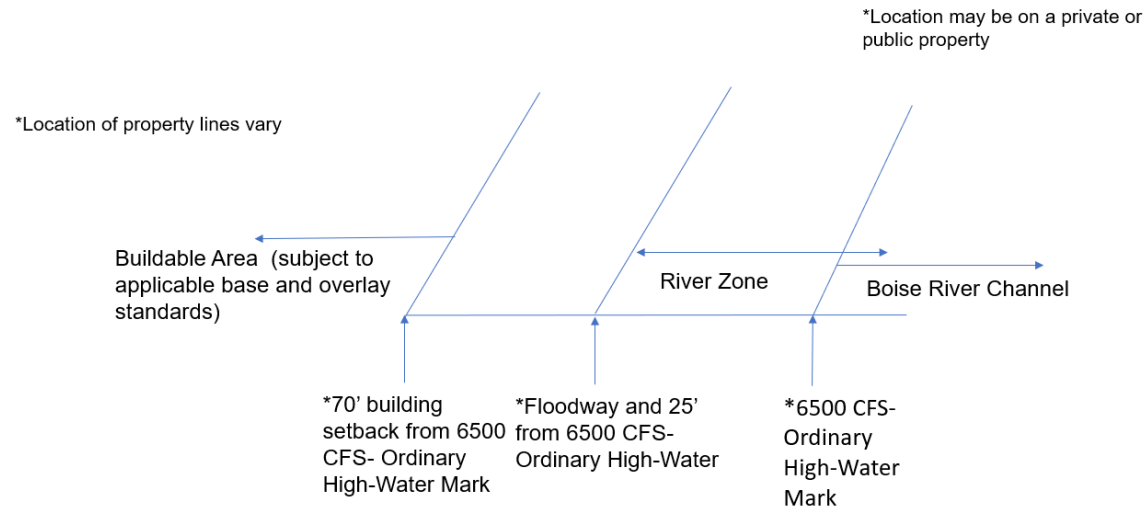 *Location may be on a private or
public property
*Location of property lines vary
Buildable Area  (subject to
applicable base and overlay
standards)
River Zone
Boise River Channel
*70’ building
setback from 6500
CFS- Ordinary
High-Water Mark
*Floodway and 25’
from 6500 CFS-
Ordinary High-Water
*6500 CFS-
Ordinary
High-Water
Mark